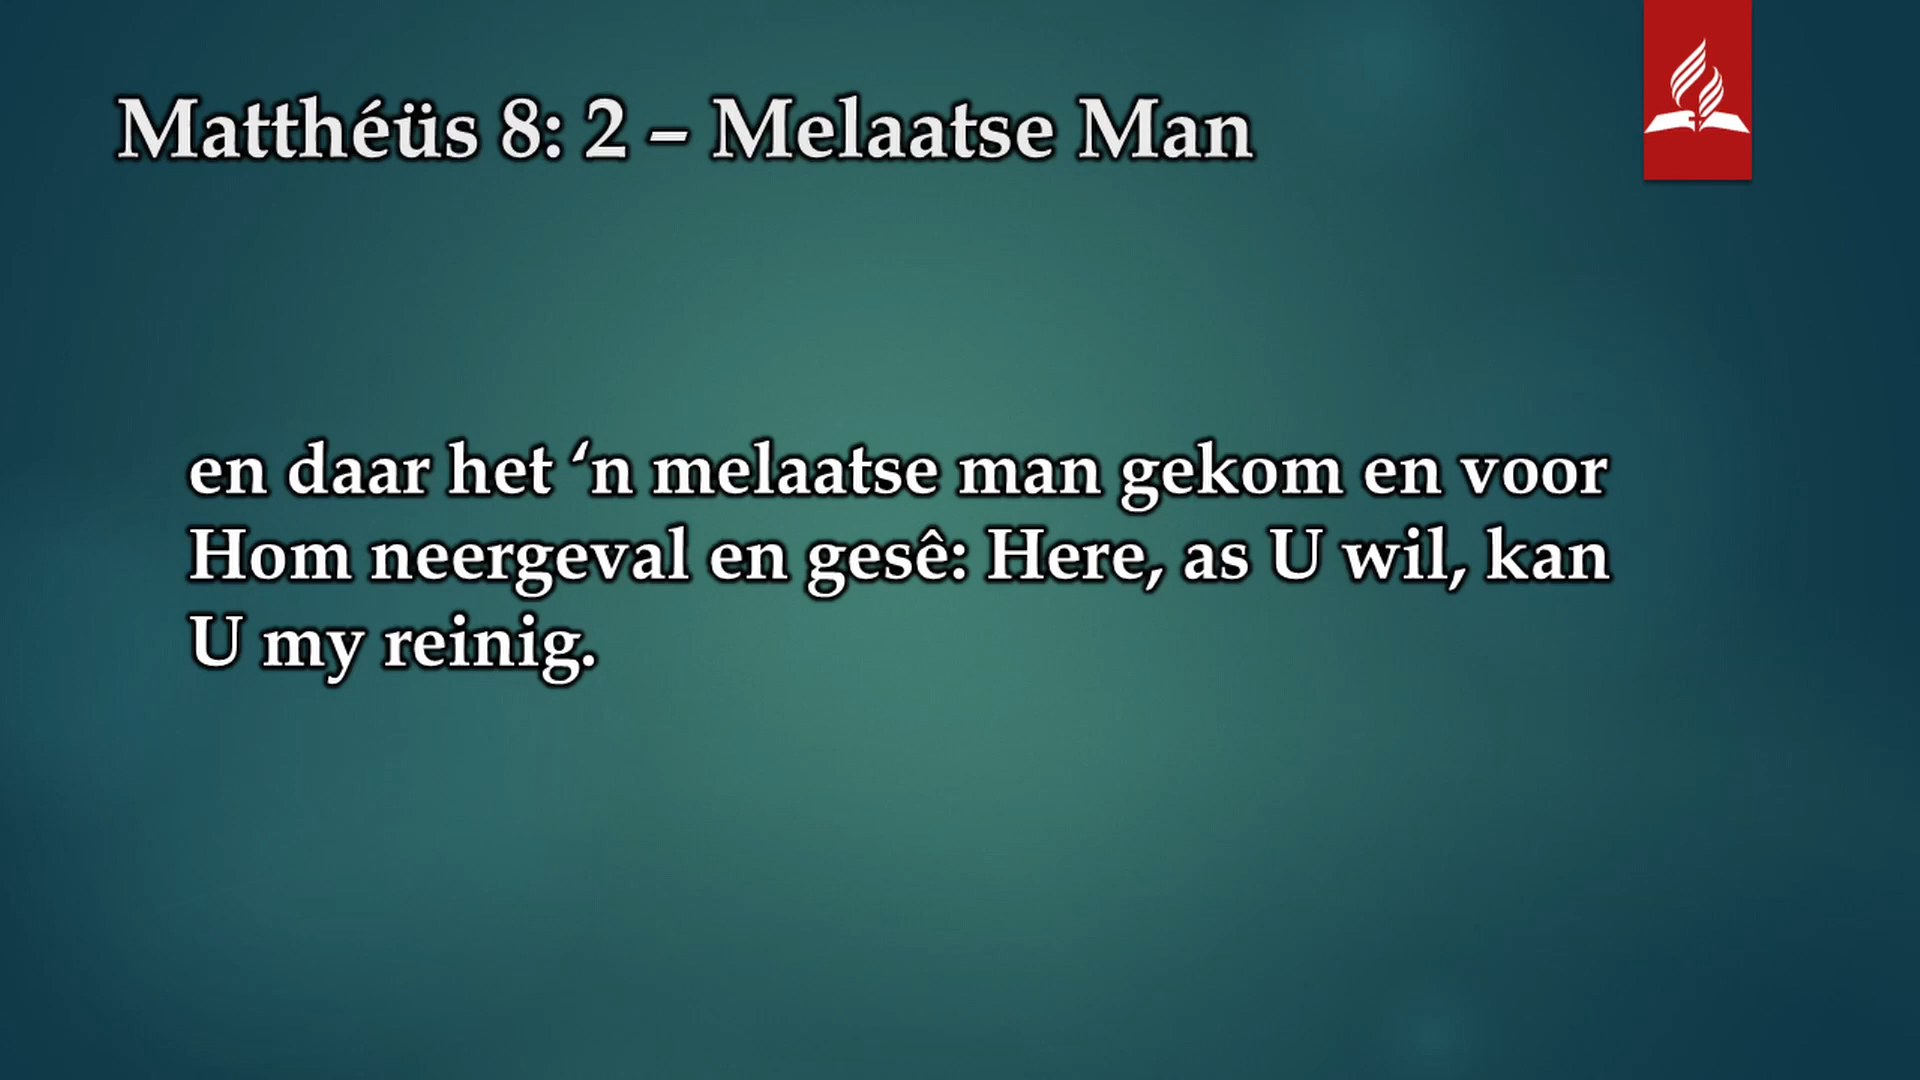 Matthéüs 8: 2 – Melaatse Man
en daar het ‘n melaatse man gekom en voor
Hom neergeval en gesê: Here, as U wil, kan
U my reinig.